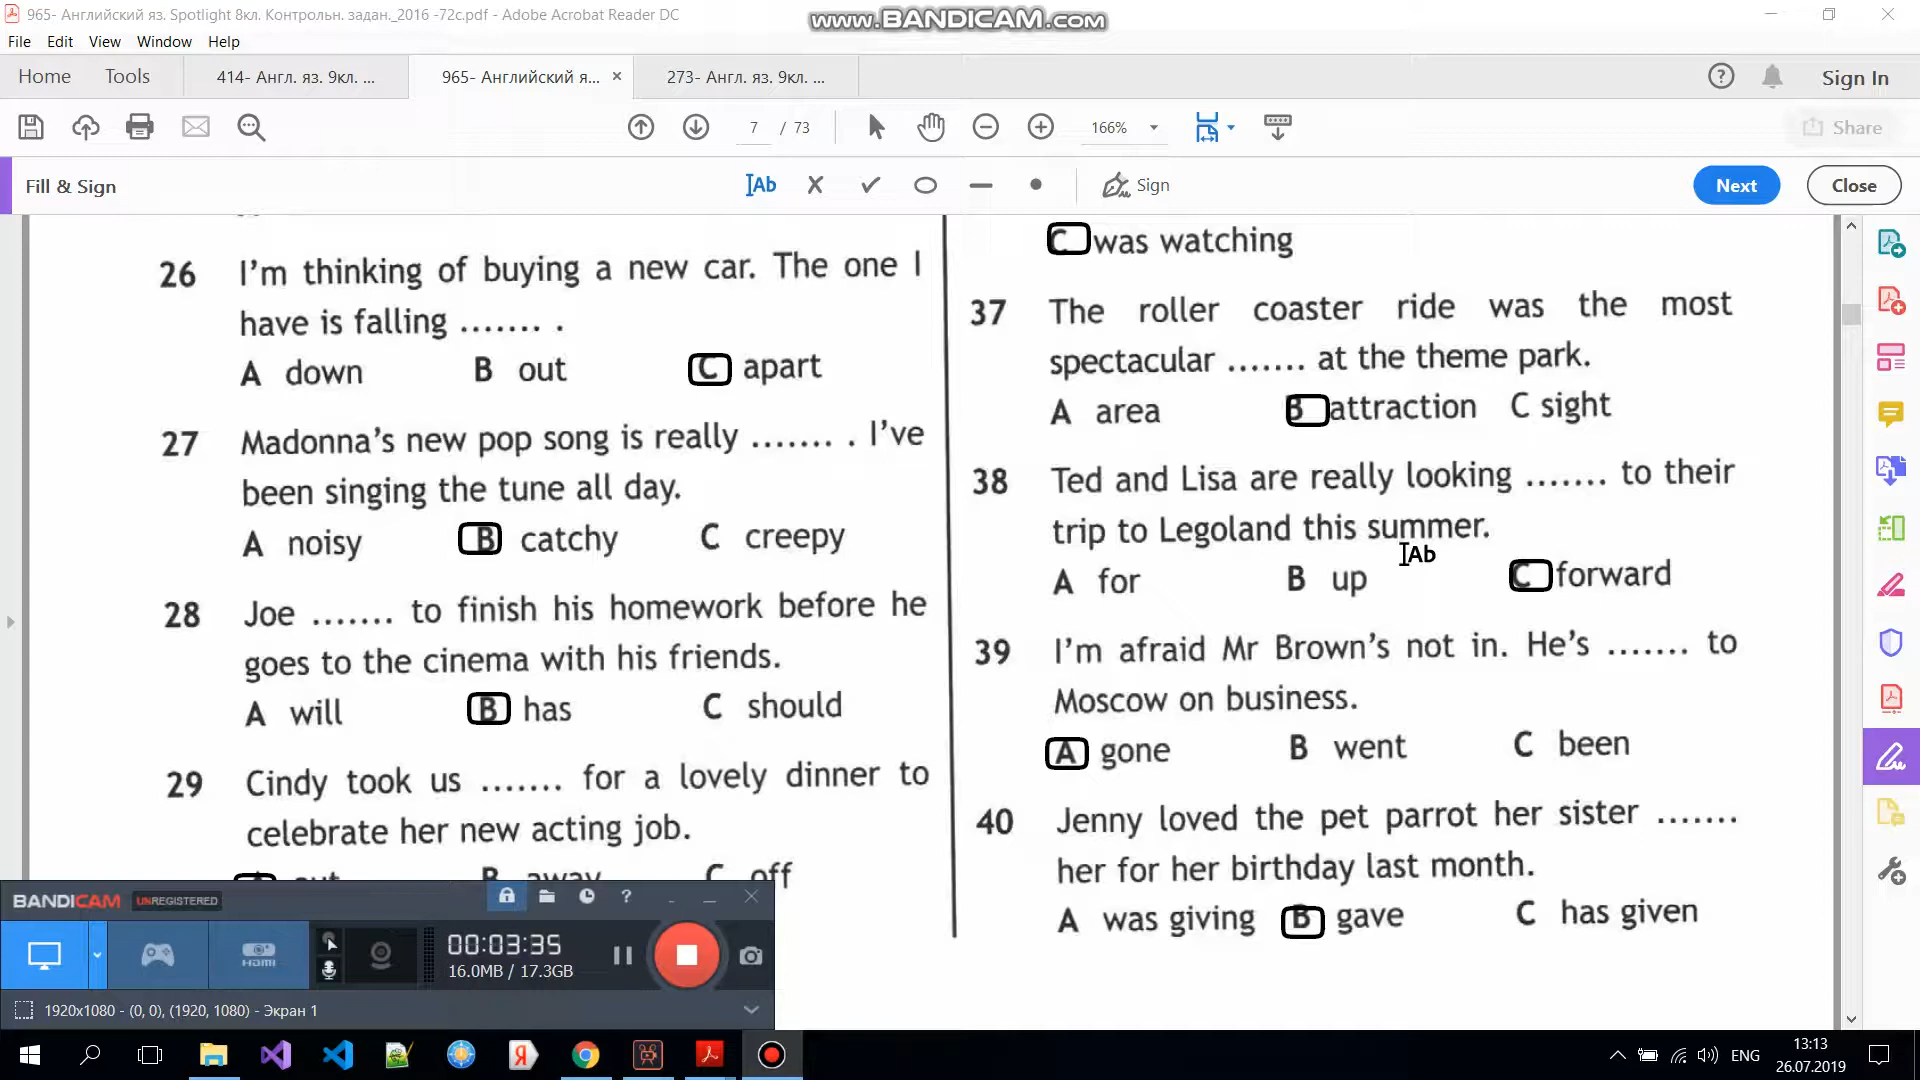 965- Английский яз. Spotlight 8кл. Контрольн. задан._2016 -72с.pdf - Adobe Acrobat Reader DC
www.BANDICAM.com
File Edit View Window Help
Home Tools 414- Англ. яз. 9кл. ... 965- Английский я... × 273- Англ. яз. 9кл. ... Sign In
7 / 73 166% Share
Fill & Sign Ab Sign Next Close
26 I'm thinking of buying a new car. The one I
have is falling ....... .
A down B out C apart
27 Madonna's new pop song is really ....... . I've
been singing the tune all day.
A noisy B catchy C creepy
28 Joe ....... to finish his homework before he
goes to the cinema with his friends.
A will B has C should
29 Cindy took us ....... for a lovely dinner to
celebrate her new acting job.
A out B away C off
C was watching
37 The roller coaster ride was the most
spectacular ....... at the theme park.
A area B attraction C sight
38 Ted and Lisa are really looking ....... to their
trip to Legoland this summer.
Ab
A for B up C forward
39 I'm afraid Mr Brown's not in. He's ....... to
Moscow on business.
A gone B went C been
40 Jenny loved the pet parrot her sister .......
her for her birthday last month.
A was giving B gave C has given
BANDICAM UNREGISTERED
HDMI
00:03:35
16.0MB / 17.3GB
1920x1080 - (0, 0), (1920, 1080) - Экран 1
ENG
13:13
26.07.2019